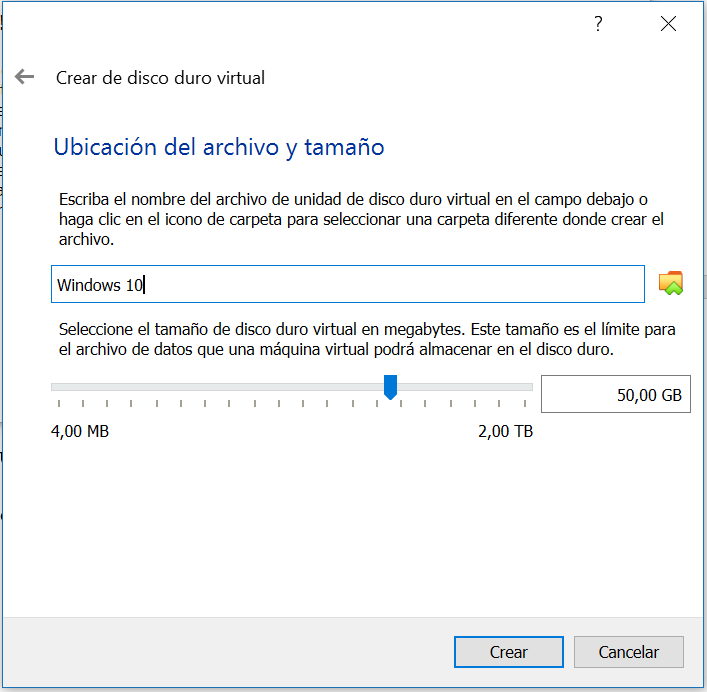 ?
Crear de disco duro virtual
Ubicación del archivo y tamaño
Escriba el nombre del archivo de unidad de disco duro virtual en el campo debajo o
haga clic en el icono de carpeta para seleccionar una carpeta diferente donde crear el
archivo.
Windows 10
Seleccione el tamaño de disco duro virtual en megabytes. Este tamaño es el límite para
el archivo de datos que una máquina virtual podrá almacenar en el disco duro.
50,00 GB
4,00 MB 2,00 TB
Crear Cancelar